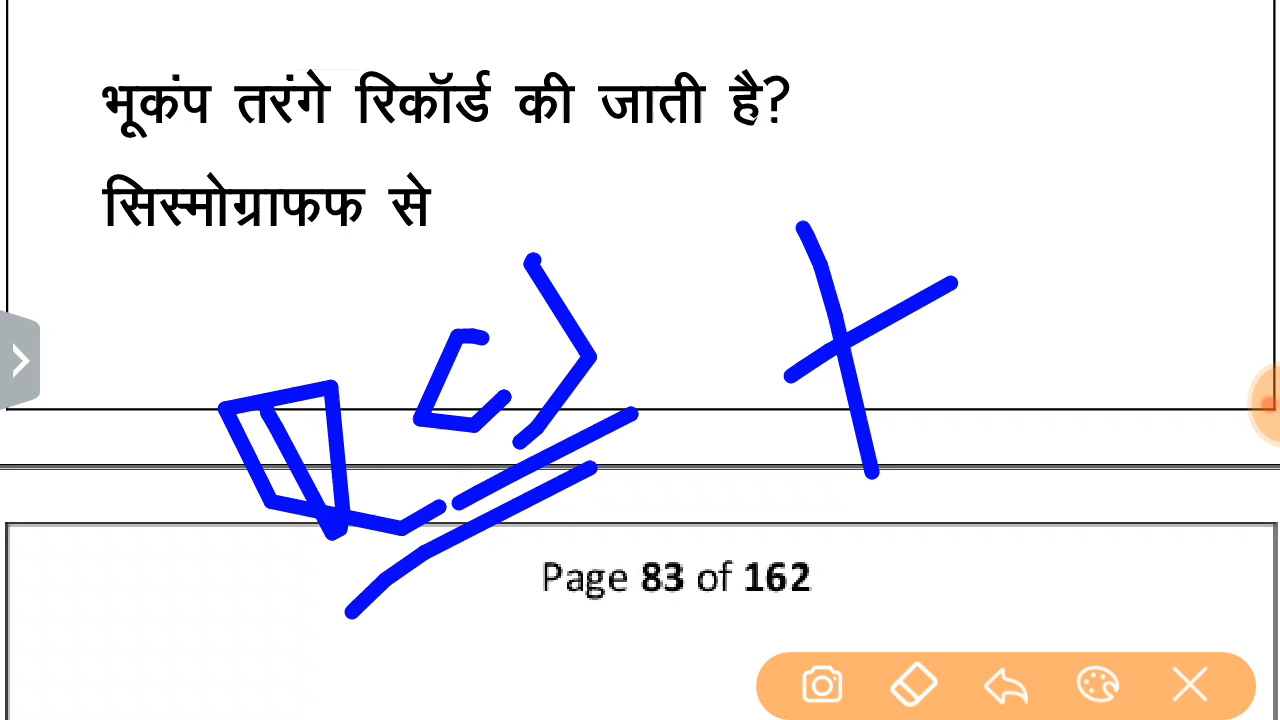 भूकंप तरंगे रिकॉर्ड की जाती है?
सिस्मोग्राफफ से
Page 83 of 162